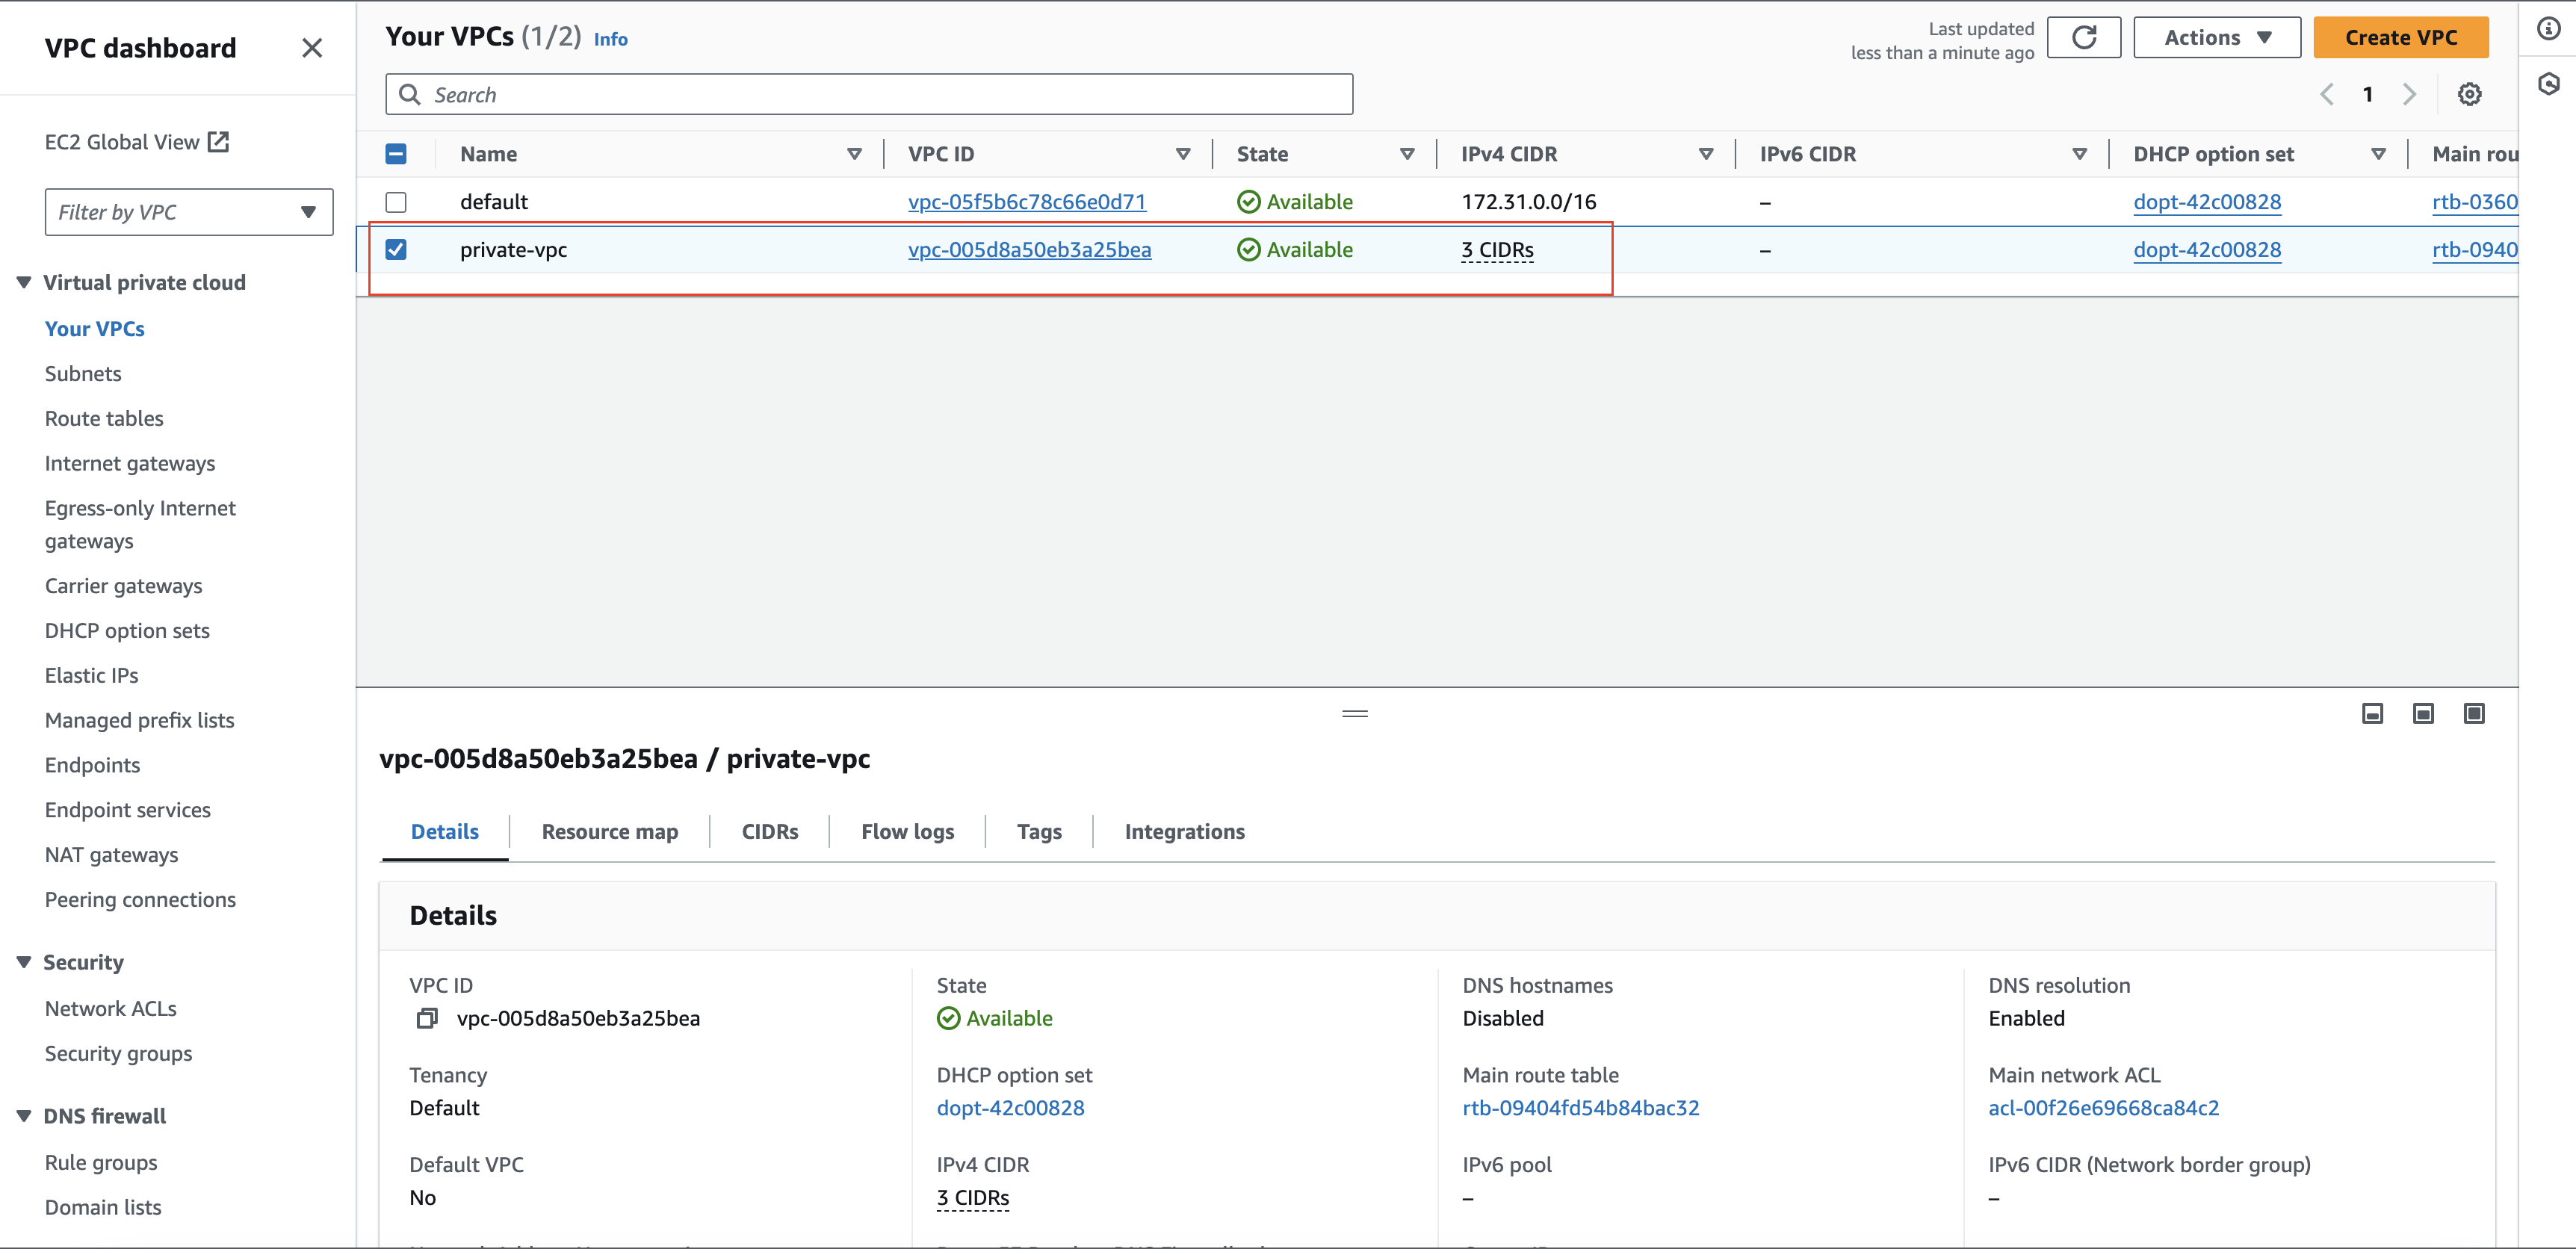 VPC dashboard
EC2 Global View
Filter by VPC
Virtual private cloud
Your VPCs
Subnets
Route tables
Internet gateways
Egress-only Internet
gateways
Carrier gateways
DHCP option sets
Elastic IPs
Managed prefix lists
Endpoints
Endpoint services
NAT gateways
Peering connections
Security
Network ACLs
Security groups
DNS firewall
Rule groups
Domain lists
Your VPCs (1/2) Info
Last updated
less than a minute ago
Actions
Create VPC
Search
1
Name VPC ID State IPv4 CIDR IPv6 CIDR DHCP option set Main rou
default vpc-05f5b6c78c66e0d71 Available 172.31.0.0/16 – dopt-42c00828 rtb-0360
private-vpc vpc-005d8a50eb3a25bea Available 3 CIDRs – dopt-42c00828 rtb-0940
vpc-005d8a50eb3a25bea / private-vpc
Details Resource map CIDRs Flow logs Tags Integrations
Details
VPC ID State DNS hostnames DNS resolution
vpc-005d8a50eb3a25bea Available Disabled Enabled
Tenancy DHCP option set Main route table Main network ACL
Default dopt-42c00828 rtb-09404fd54b84bac32 acl-00f26e69668ca84c2
Default VPC IPv4 CIDR IPv6 pool IPv6 CIDR (Network border group)
No 3 CIDRs – –